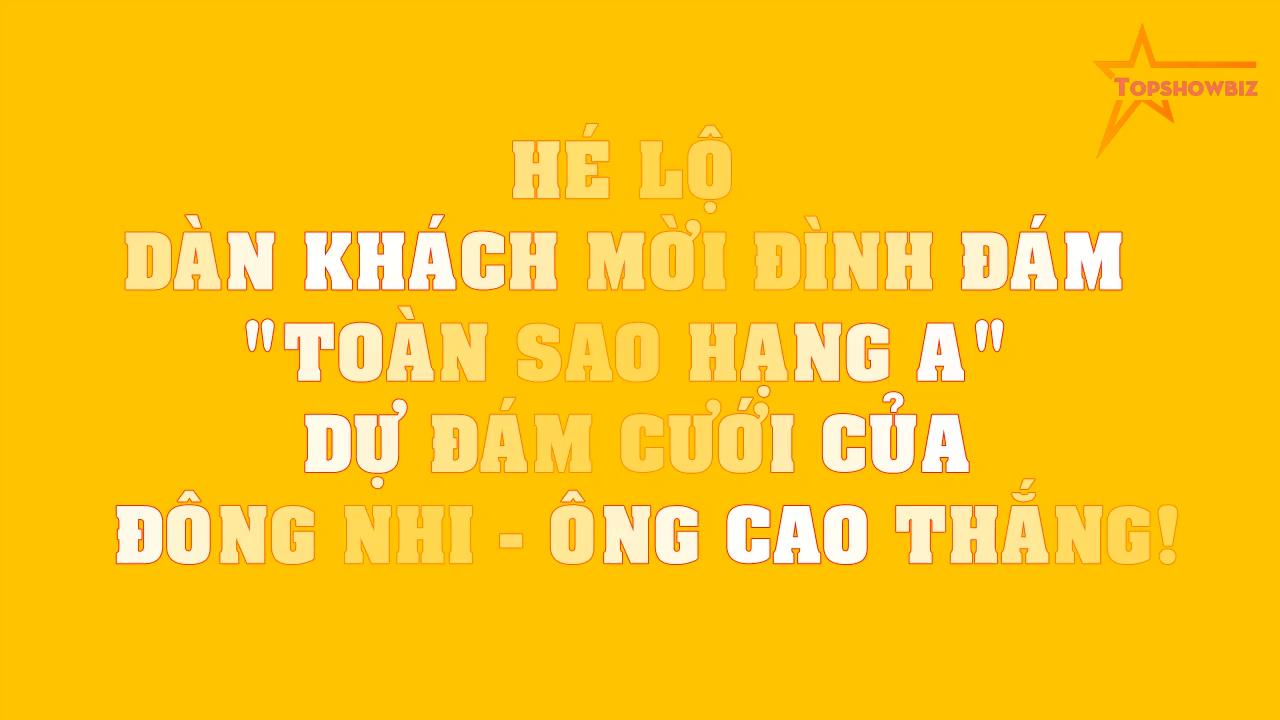 TOPSHOWBIZ
HÉ LỘ
DÀN KHÁCH MỜI ĐÌNH ĐÁM
"TOÀN SAO HẠNG A"
DỰ ĐÁM CƯỚI CỦA
ĐÔNG NHI - ÔNG CAO THẮNG!